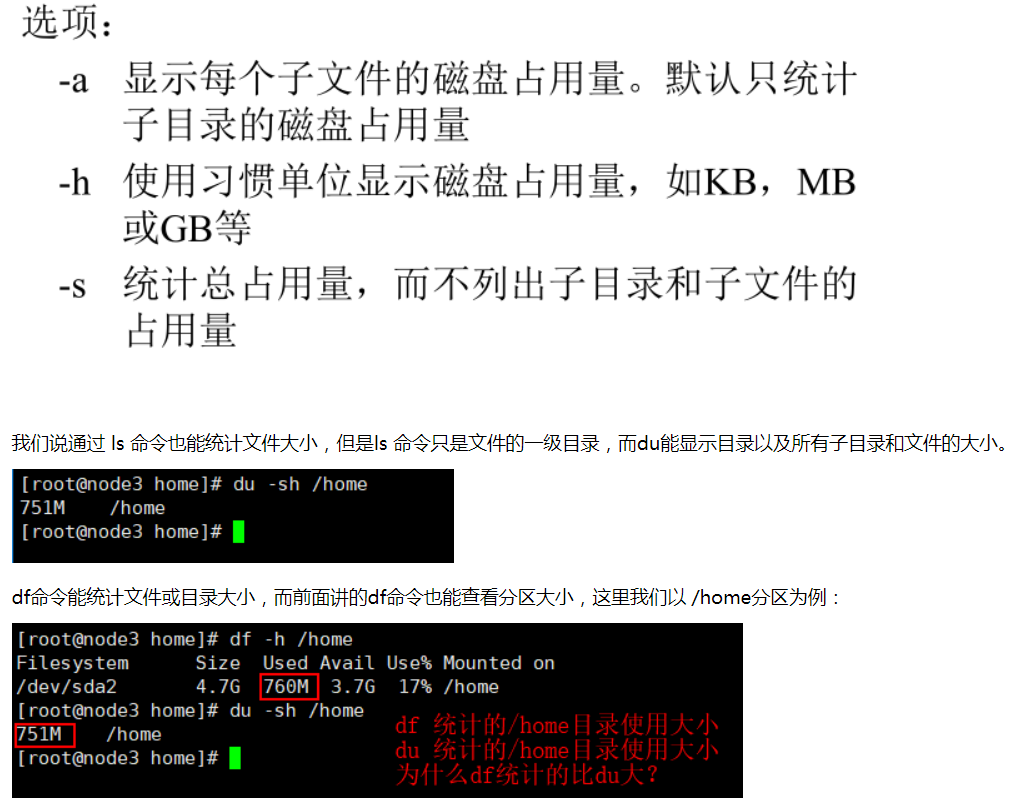 选项：
-a 显示每个子文件的磁盘占用量。默认只统计
子目录的磁盘占用量
-h 使用习惯单位显示磁盘占用量，如KB，MB
或GB等
-s 统计总占用量，而不列出子目录和子文件的
占用量
我们说通过 ls 命令也能统计文件大小，但是ls 命令只是文件的一级目录，而du能显示目录以及所有子目录和文件的大小。
[root@node3 home]# du -sh /home
751M /home
[root@node3 home]#
df命令能统计文件或目录大小，而前面讲的df命令也能查看分区大小，这里我们以 /home分区为例：
[root@node3 home]# df -h /home
Filesystem Size Used Avail Use% Mounted on
/dev/sda2 4.7G 760M 3.7G 17% /home
[root@node3 home]# du -sh /home
751M /home
[root@node3 home]#
df 统计的/home目录使用大小
du 统计的/home目录使用大小
为什么df统计的比du大？